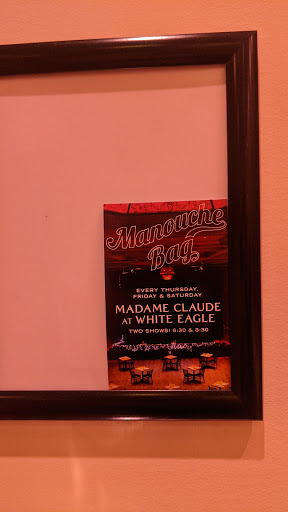 Manouche
Bag
EVERY THURSDAY,
FRIDAY & SATURDAY
MADAME CLAUDE
AT WHITE EAGLE
TWO SHOWS! 6:30 & 8:30